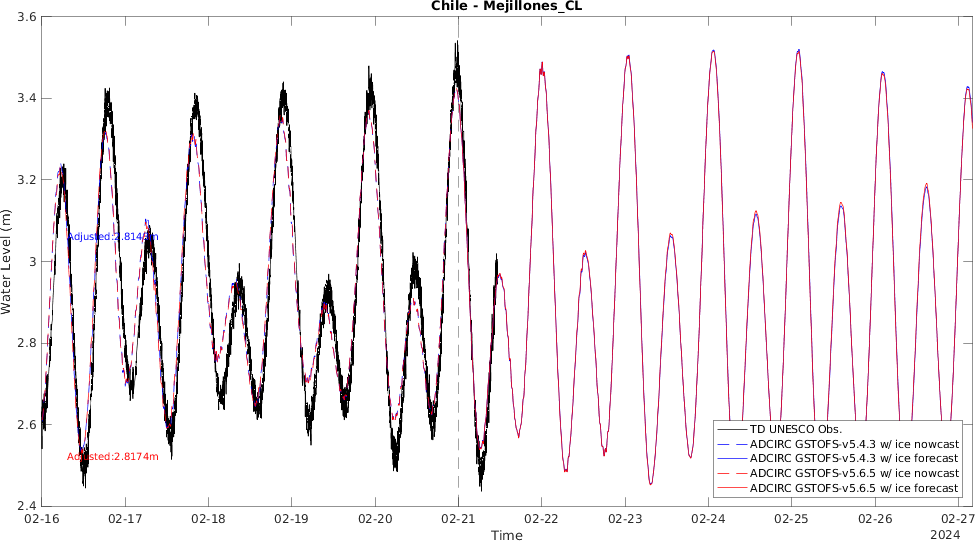 Chile - Mejillones_CL
3.6
3.4
3.2
3
2.8
2.6
2.4
Water Level (m)
Adjusted:2.8144m
Adjusted:2.8174m
TD UNESCO Obs.
ADCIRC GSTOFS-v5.4.3 w/ ice nowcast
ADCIRC GSTOFS-v5.4.3 w/ ice forecast
ADCIRC GSTOFS-v5.6.5 w/ ice nowcast
ADCIRC GSTOFS-v5.6.5 w/ ice forecast
02-16 02-17 02-18 02-19 02-20 02-21 02-22 02-23 02-24 02-25 02-26 02-27
Time
2024